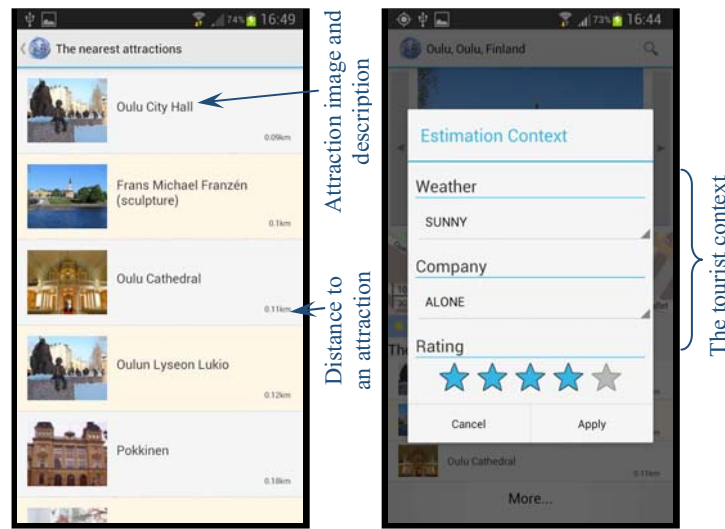 74% 16:49
The nearest attractions
Oulu City Hall
0.09km
Frans Michael Franzén
(sculpture)
0.1km
Oulu Cathedral
0.11km
Oulun Lyseon Lukio
0.12km
Pokkinen
0.18km
Attraction image and
description
Distance to
an attraction
73% 16:44
Oulu, Oulu, Finland
Estimation Context
Weather
SUNNY
Company
ALONE
Rating
Cancel Apply
Oulu Cathedral
0.11km
More...
The tourist context